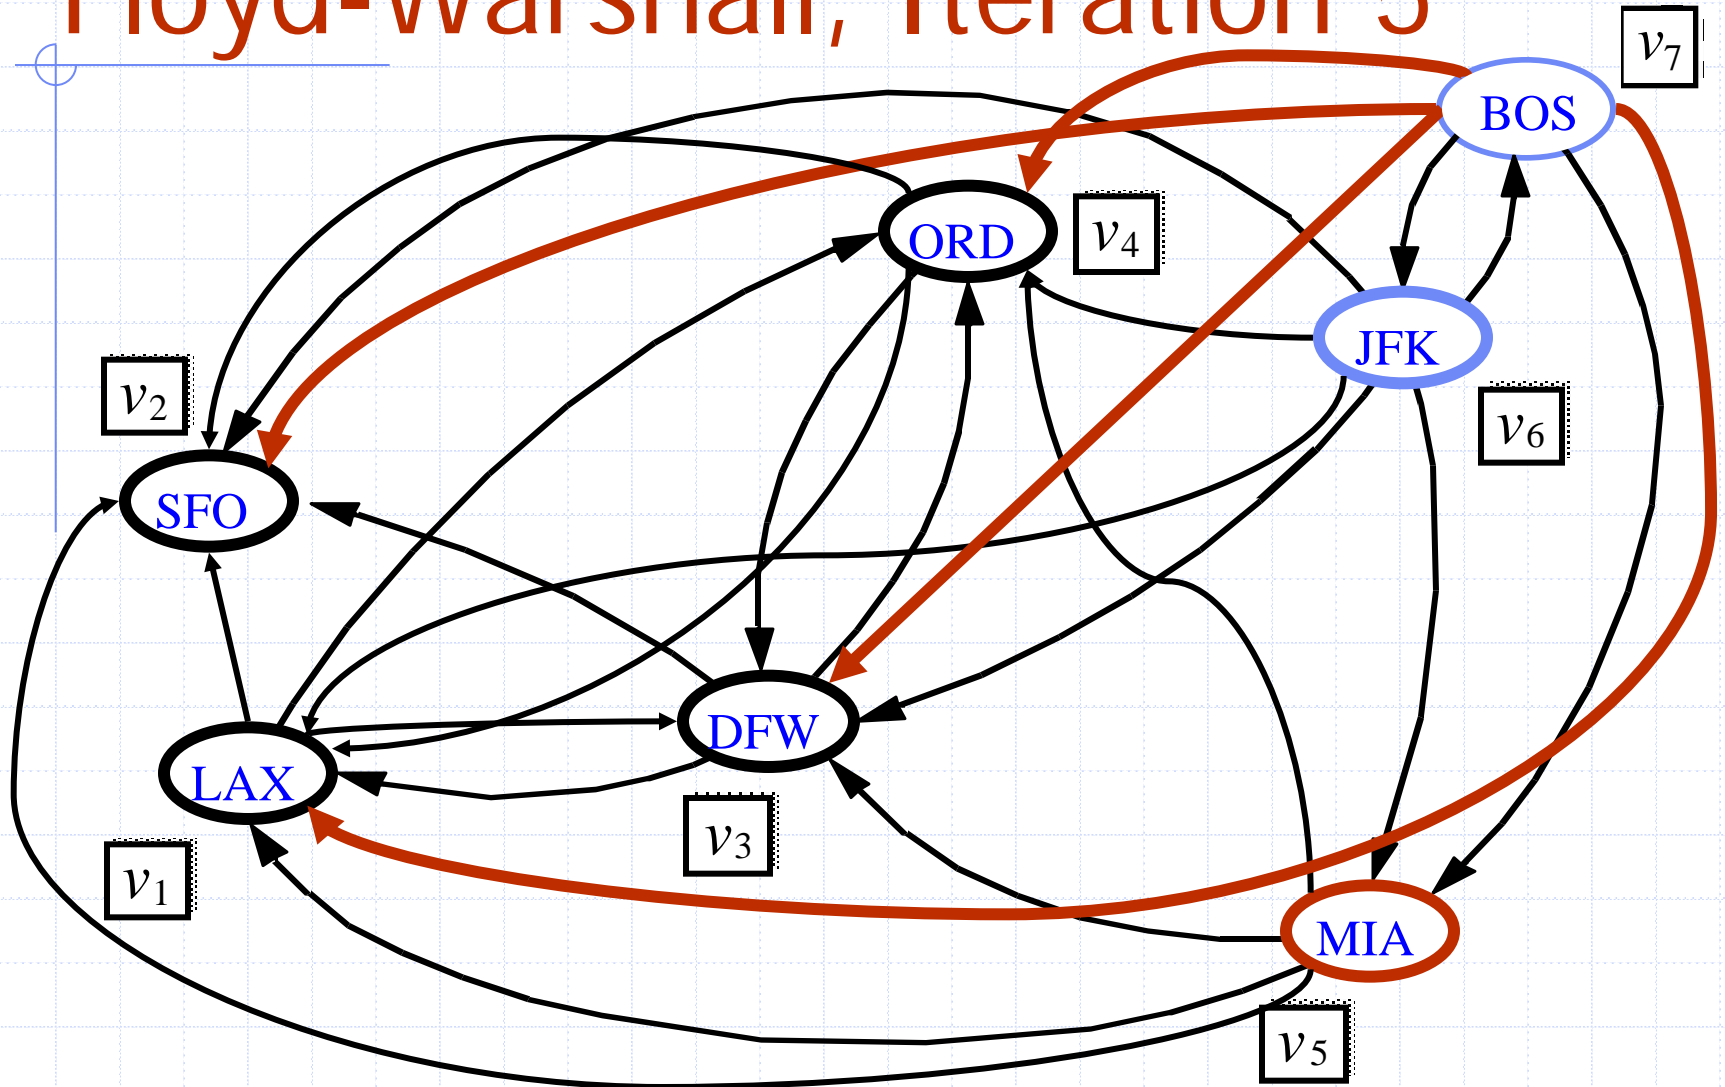 Floyd-Warshall, Iteration 5
v7
BOS
ORD
v4
JFK
v2
v6
SFO
DFW
LAX
v3
v1
MIA
v5